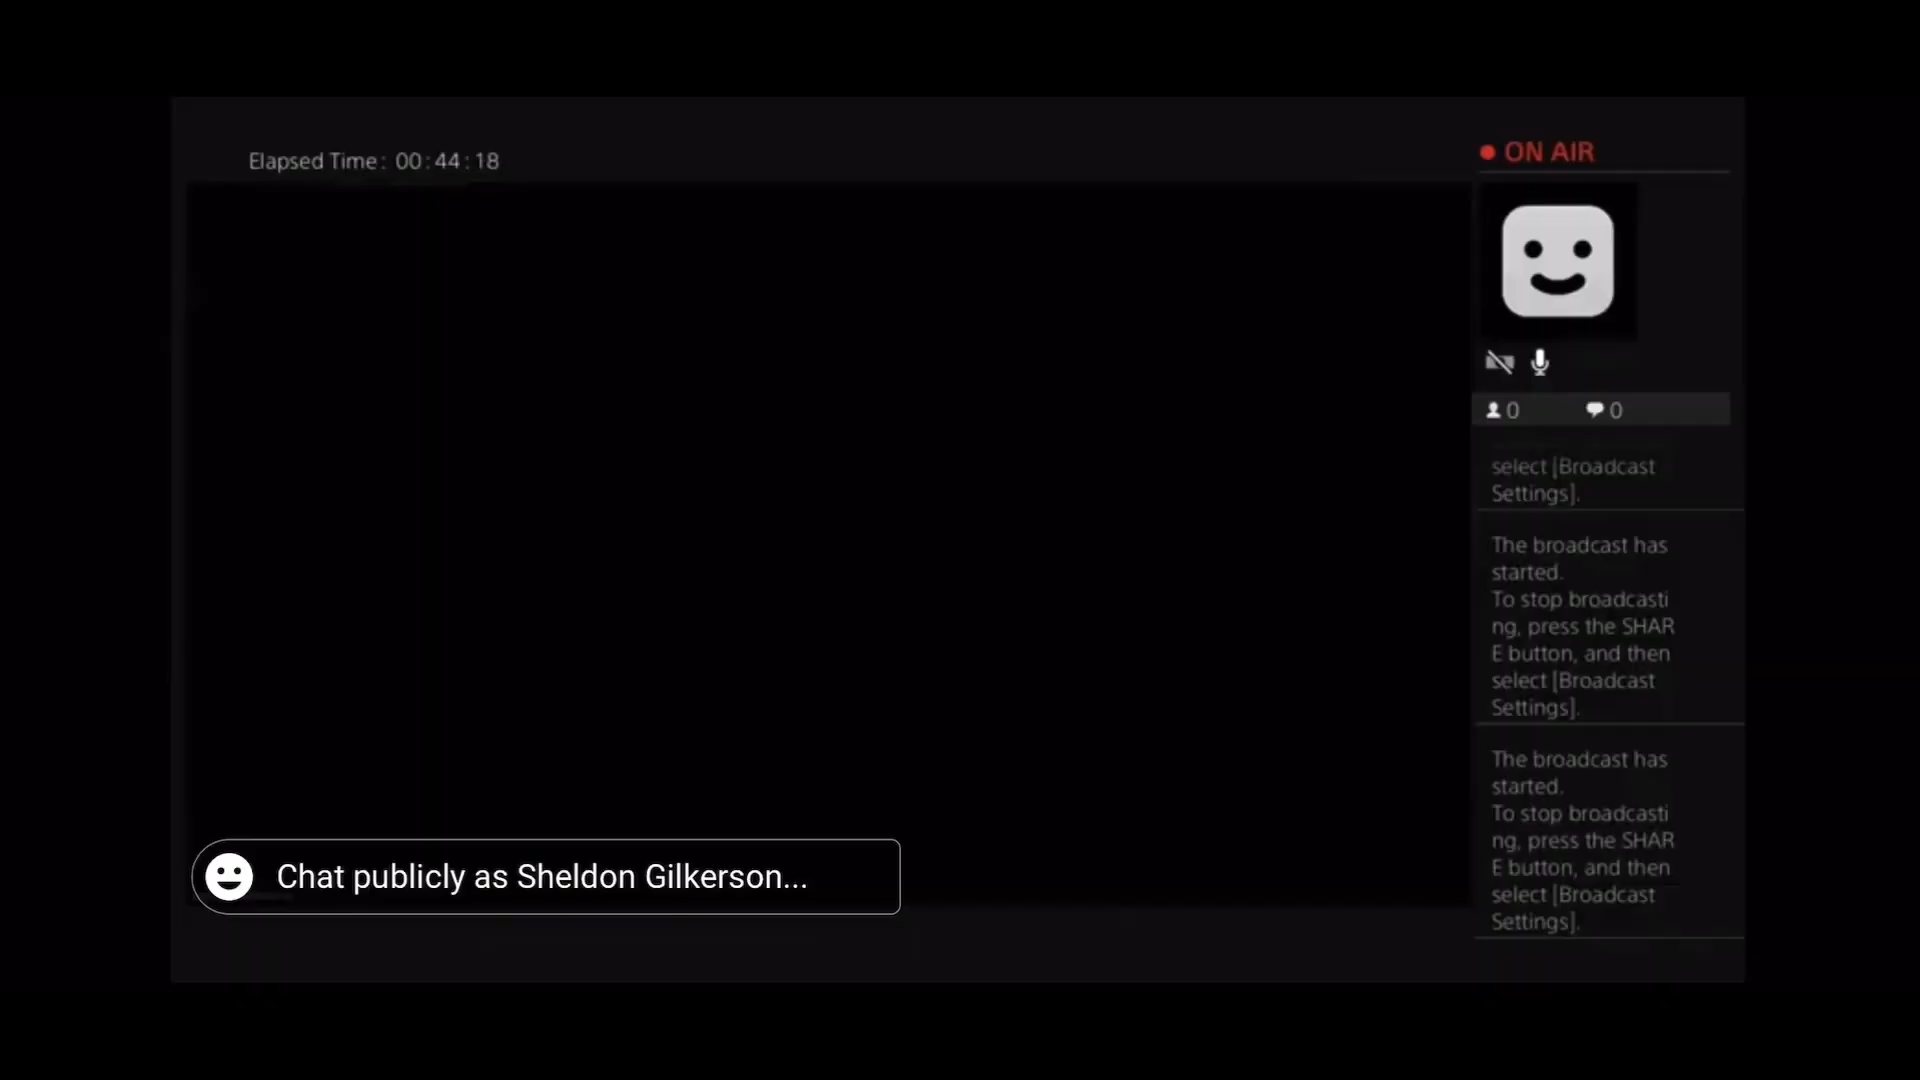 Elapsed Time: 00:44:18
ON AIR
0 0
select [Broadcast
Settings].
The broadcast has
started.
To stop broadcasti
ng, press the SHAR
E button, and then
select [Broadcast
Settings].
The broadcast has
started.
To stop broadcasti
ng, press the SHAR
E button, and then
select [Broadcast
Settings].
Chat publicly as Sheldon Gilkerson...